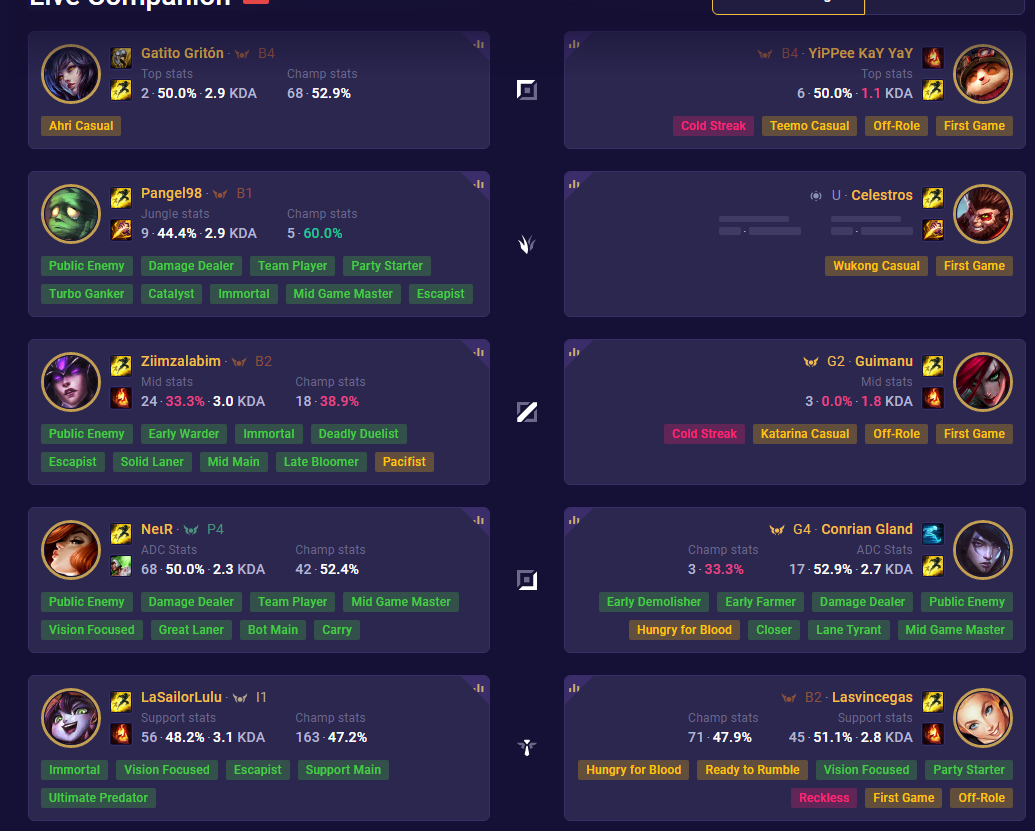 Live Companion
Gatito Gritón · B4
Top stats
Champ stats
2 · 50.0% · 2.9 KDA
68 · 52.9%
Ahri Casual
B4 · YiPPee KaY YaY
Top stats
6 · 50.0% · 1.1 KDA
Cold Streak
Teemo Casual
Off-Role
First Game
Pangel98 · B1
Jungle stats
Champ stats
9 · 44.4% · 2.9 KDA
5 · 60.0%
Public Enemy
Damage Dealer
Team Player
Party Starter
Turbo Ganker
Catalyst
Immortal
Mid Game Master
Escapist
U · Celestros
Wukong Casual
First Game
Ziimzalabim · B2
Mid stats
Champ stats
24 · 33.3% · 3.0 KDA
18 · 38.9%
Public Enemy
Early Warder
Immortal
Deadly Duelist
Escapist
Solid Laner
Mid Main
Late Bloomer
Pacifist
G2 · Guimanu
Mid stats
3 · 0.0% · 1.8 KDA
Cold Streak
Katarina Casual
Off-Role
First Game
NeιR · P4
ADC Stats
Champ stats
68 · 50.0% · 2.3 KDA
42 · 52.4%
Public Enemy
Damage Dealer
Team Player
Mid Game Master
Vision Focused
Great Laner
Bot Main
Carry
G4 · Conrian Gland
Champ stats
ADC Stats
3 · 33.3%
17 · 52.9% · 2.7 KDA
Early Demolisher
Early Farmer
Damage Dealer
Public Enemy
Hungry for Blood
Closer
Lane Tyrant
Mid Game Master
LaSailorLulu · I1
Support stats
Champ stats
56 · 48.2% · 3.1 KDA
163 · 47.2%
Immortal
Vision Focused
Escapist
Support Main
Ultimate Predator
B2 · Lasvincegas
Champ stats
Support stats
71 · 47.9%
45 · 51.1% · 2.8 KDA
Hungry for Blood
Ready to Rumble
Vision Focused
Party Starter
Reckless
First Game
Off-Role